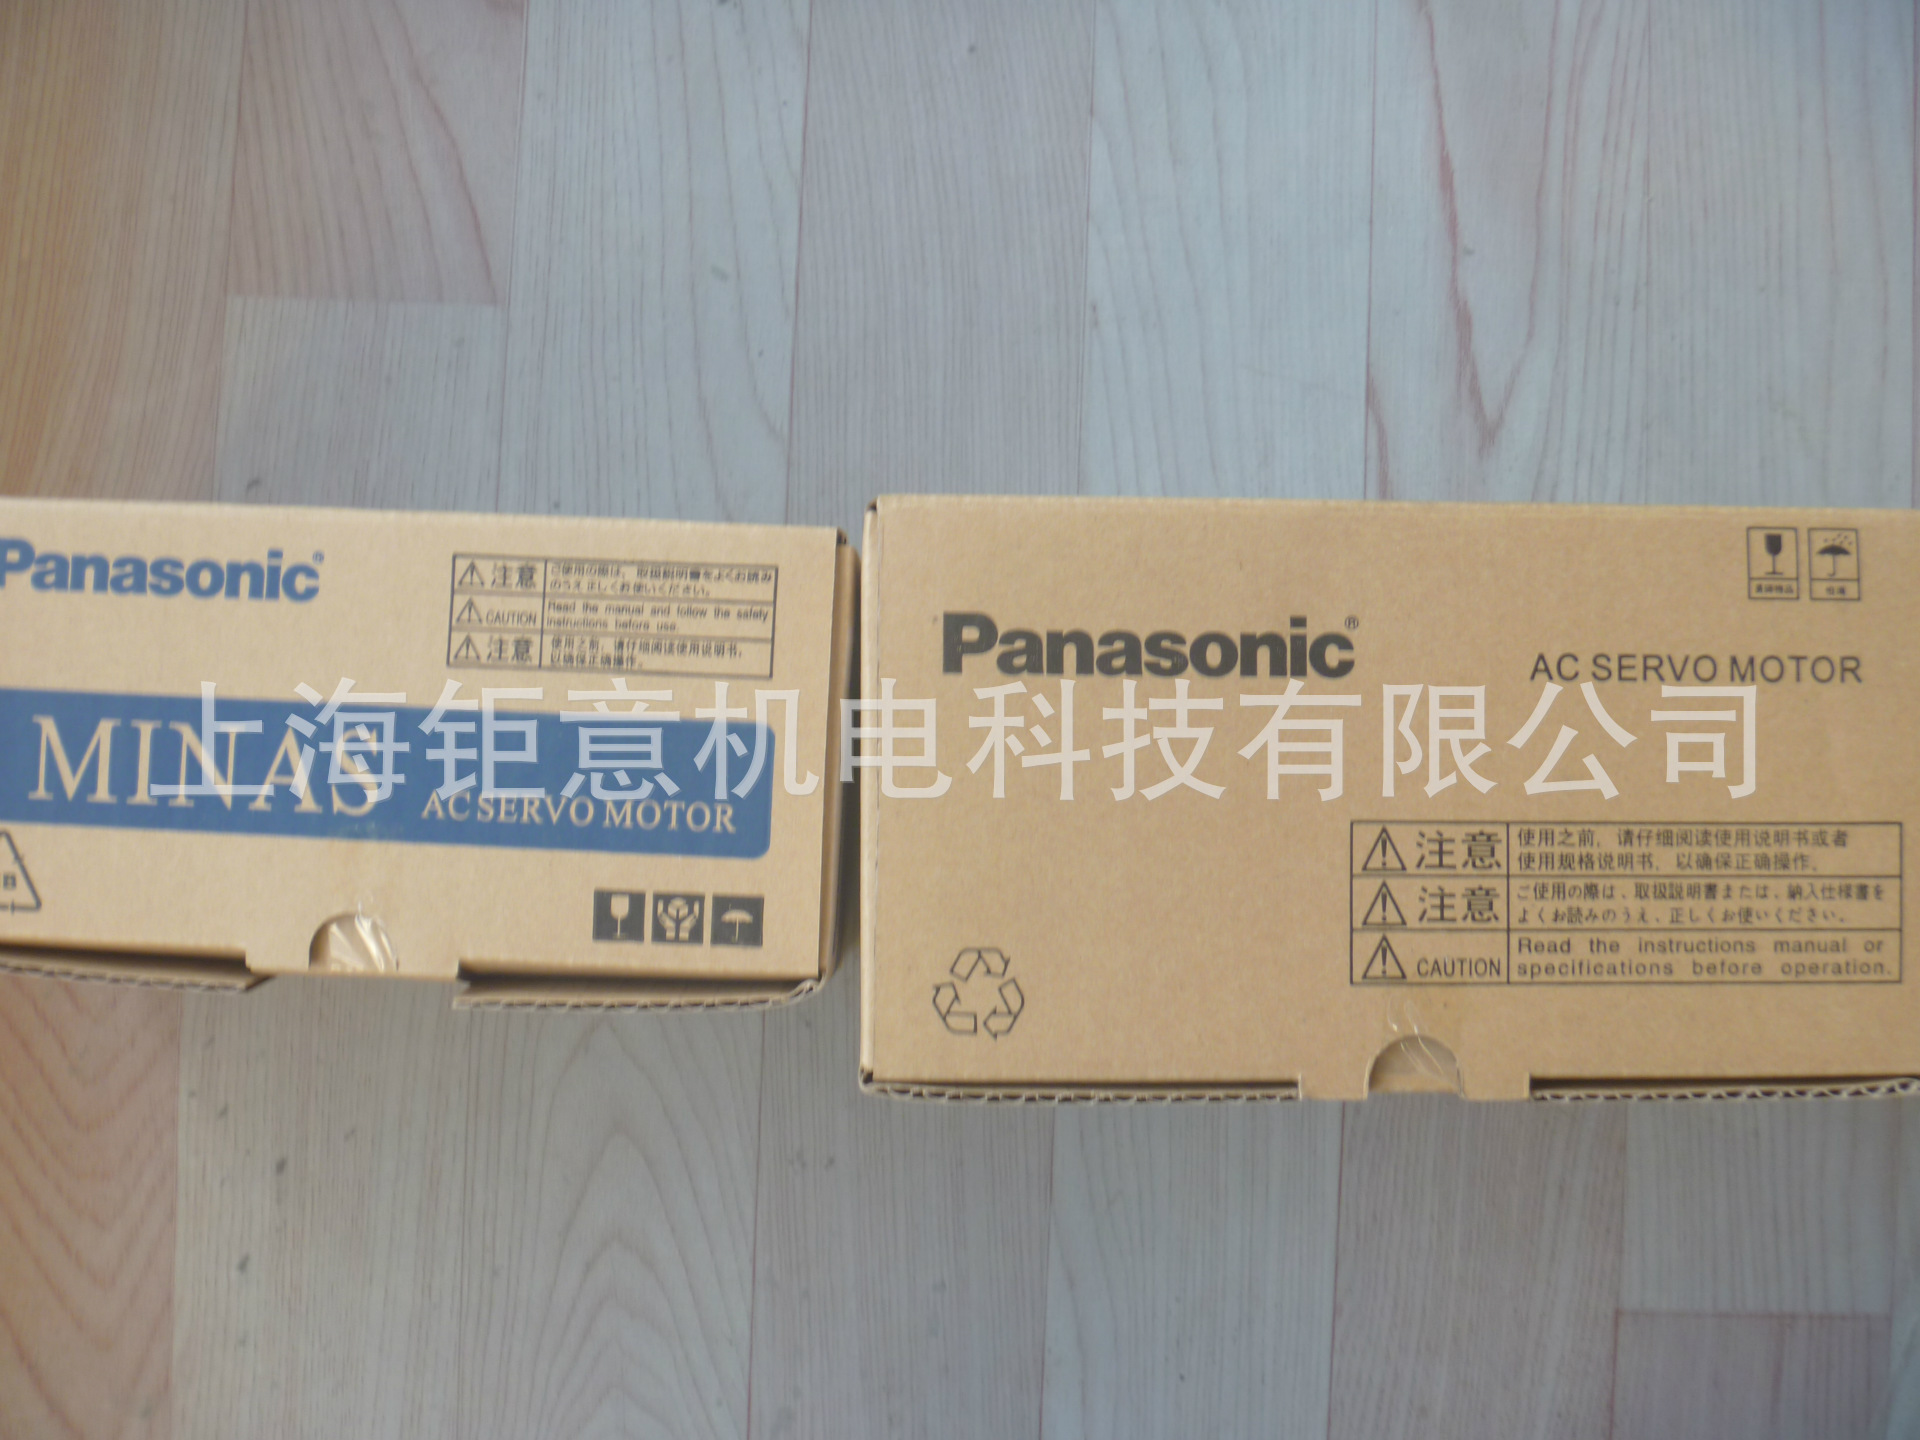 Panasonic®
注意 ご使用の際は、取扱説明書をよくお読み
のうえ正しくお使いください。
CAUTION Read the manual and follow the safety
instructions before use.
注意 使用之前，请仔细阅读使用说明书，
以确保正确操作。
MINAS AC SERVO MOTOR
Panasonic®
AC SERVO MOTOR
注意 使用之前，请仔细阅读使用说明书或者
使用规格说明书，以确保正确操作。
注意 ご使用の際は、取扱説明書または、納入仕様書を
よくお読みのうえ、正しくお使いください。
CAUTION Read the instructions manual or
specifications before operation.
上海钜意机电科技有限公司